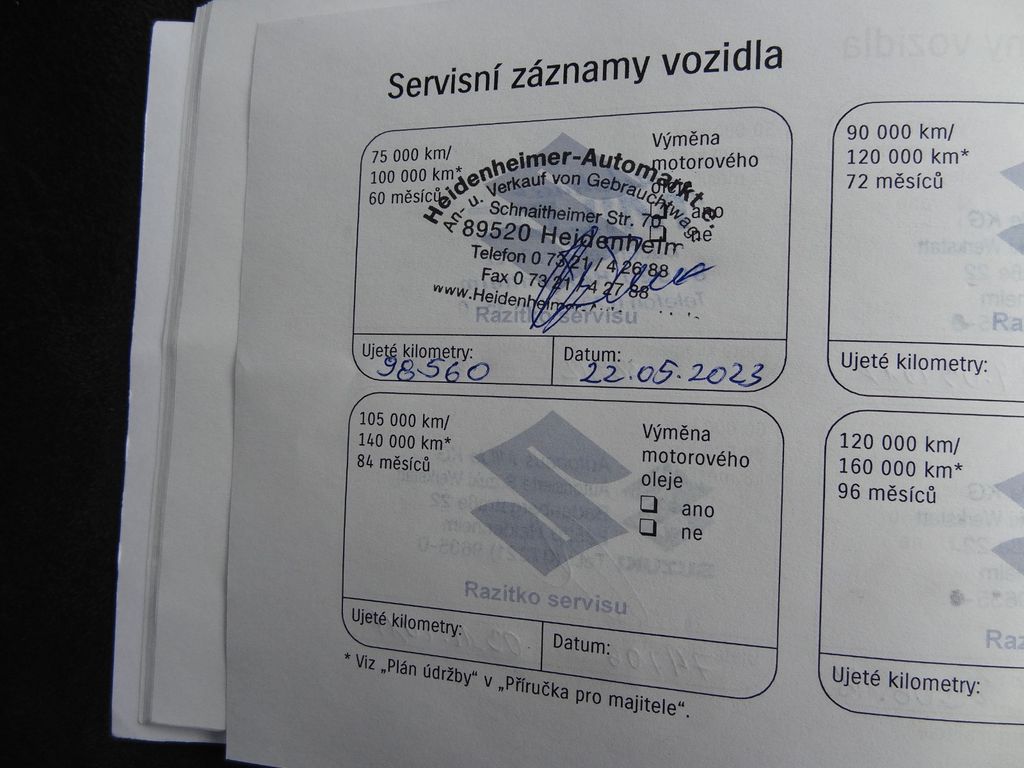 Servisní záznamy vozidla
75 000 km/
100 000 km*
60 měsíců
Výměna
motorového
ano
ne
Heidenheimer-Automarkt e.
An- u. Verkauf von Gebrauchtwag
Schnaitheimer Str.
89520 Heidenheim
Telefon 0 73 21 / 4 26 88
Fax 0 73 21 / 4 27 88
www.Heidenheim
Razítko servisu
Ujeté kilometry:
98560
Datum:
22.05.2023
90 000 km/
120 000 km*
72 měsíců
Ra
Ujeté kilometry:
105 000 km/
140 000 km*
84 měsíců
Výměna
motorového
oleje
ano
ne
Razítko servisu
Ujeté kilometry:
Datum:
120 000 km/
160 000 km*
96 měsíců
Raz
Ujeté kilometry:
* Viz „Plán údržby“ v „Příručka pro majitele“.